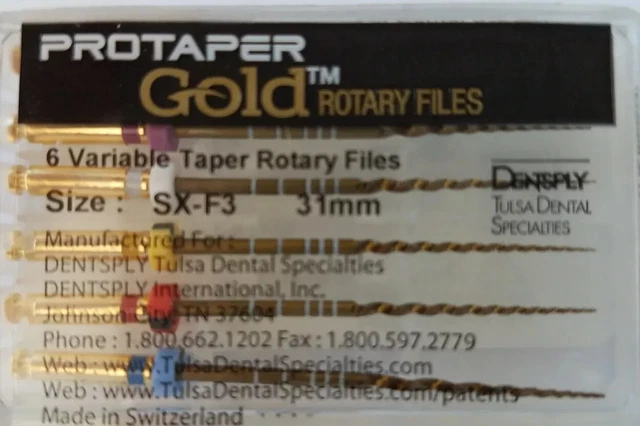 PROTAPER
Gold™ ROTARY FILES
6 Variable Taper Rotary Files
Size : SX-F3 31mm
DENTSPLY
TULSA DENTAL
SPECIALTIES
Manufactured For :
DENTSPLY Tulsa Dental Specialties
DENTSPLY International, Inc.
Johnson City, TN 37604
Phone : 1.800.662.1202 Fax : 1.800.597.2779
Web : www.TulsaDentalSpecialties.com
Web : www.TulsaDentalSpecialties.com/patents
Made in Switzerland